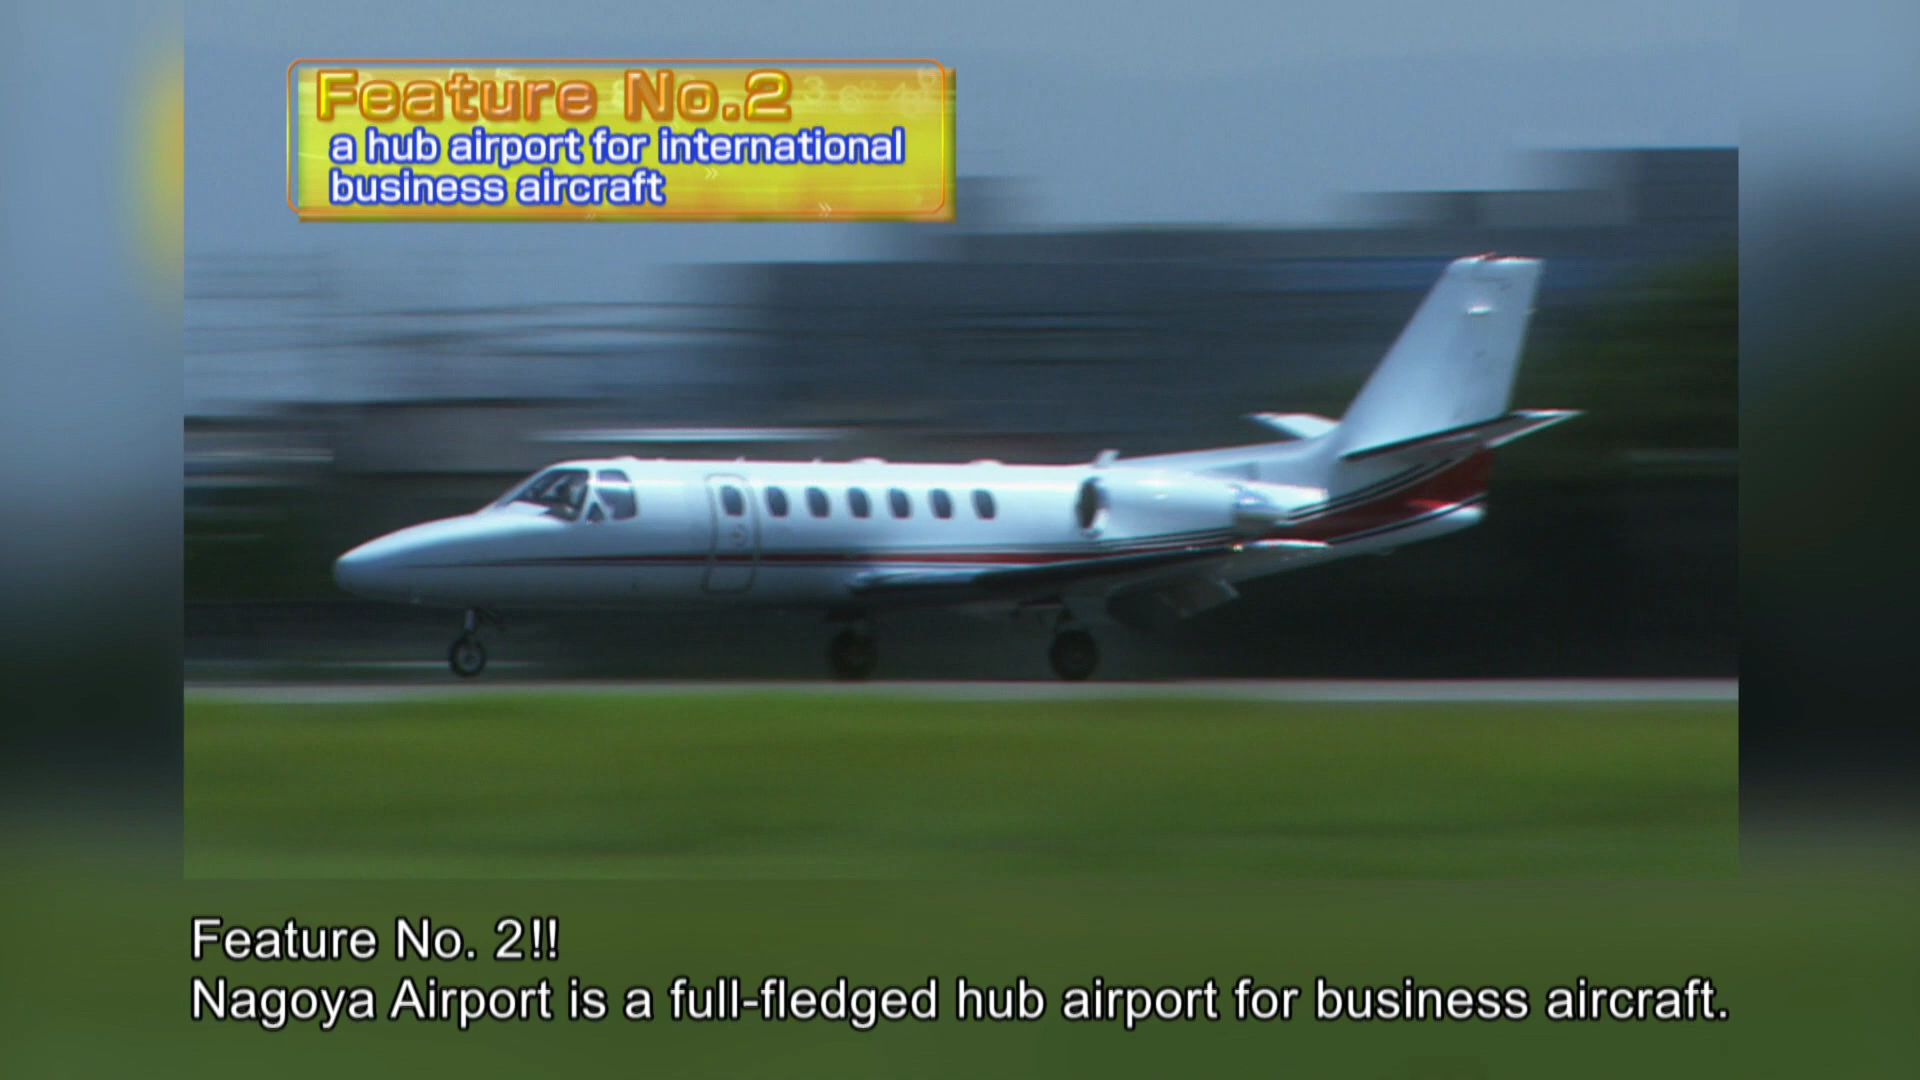 Feature No.2
a hub airport for international
business aircraft
Feature No. 2!!
Nagoya Airport is a full-fledged hub airport for business aircraft.